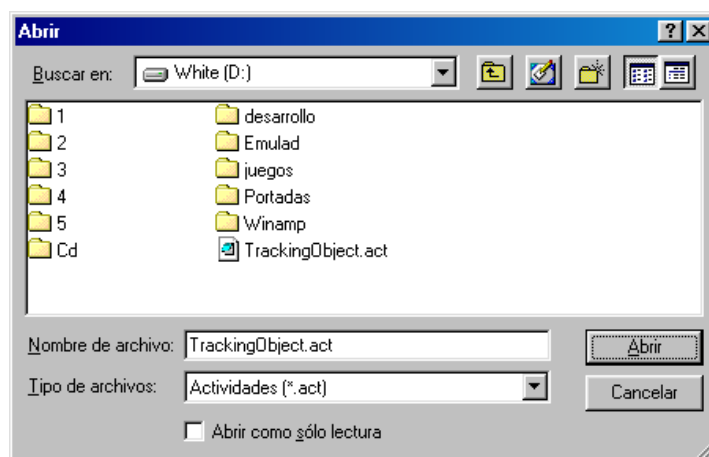 Abrir
Buscar en: White (D:)
1 desarrollo
2 Emulad
3 juegos
4 Portadas
5 Winamp
Cd TrackingObject.act
Nombre de archivo: TrackingObject.act Abrir
Tipo de archivos: Actividades (*.act) Cancelar
Abrir como sólo lectura